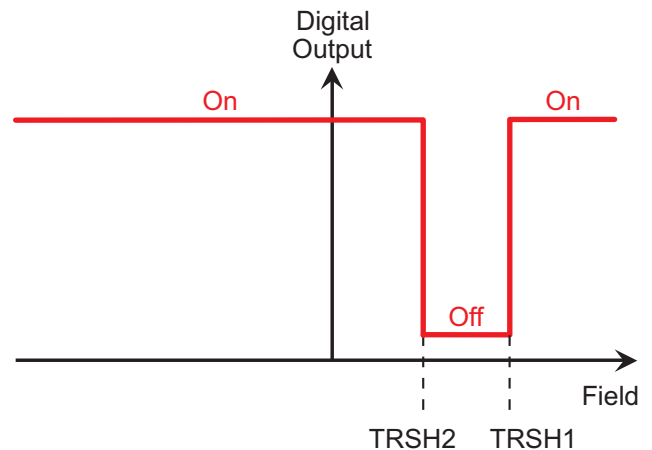 Digital
Output
On
On
Off
Field
TRSH2
TRSH1